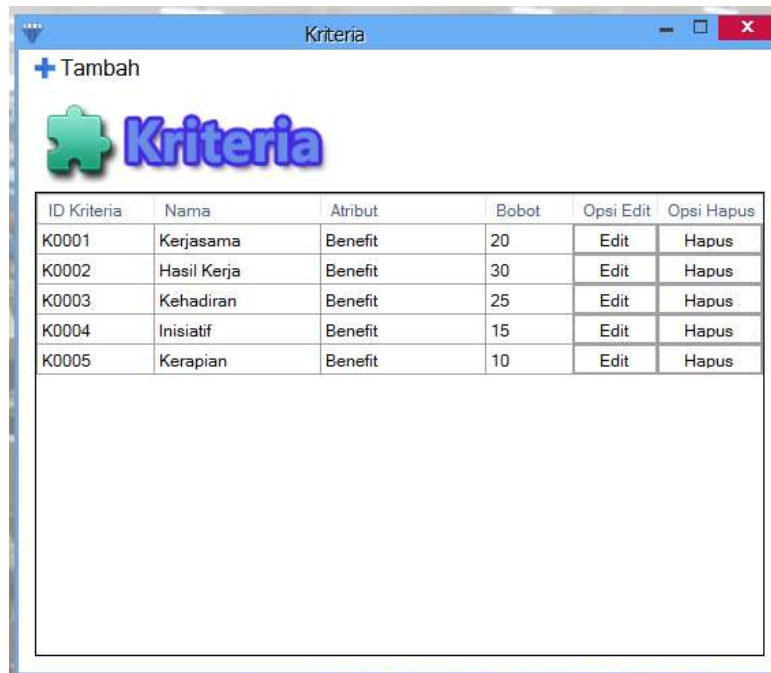 Kriteria
Tambah
Kriteria
ID Kriteria Nama Atribut Bobot Opsi Edit Opsi Hapus
K0001 Kerjasama Benefit 20 Edit Hapus
K0002 Hasil Kerja Benefit 30 Edit Hapus
K0003 Kehadiran Benefit 25 Edit Hapus
K0004 Inisiatif Benefit 15 Edit Hapus
K0005 Kerapian Benefit 10 Edit Hapus